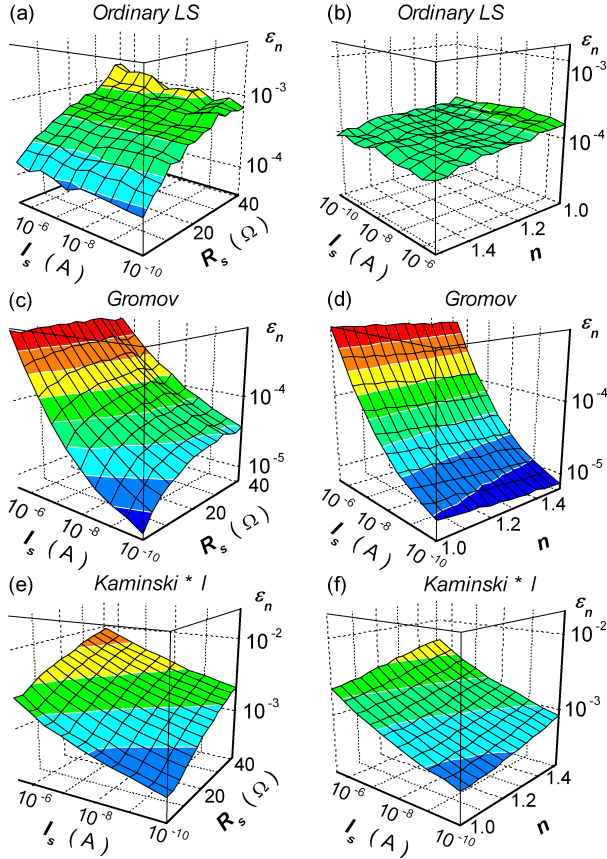 (a) Ordinary LS
εn
10-3
10-4
40
20
Rs (Ω)
10-6
10-8
10-10
Is (A)
(b) Ordinary LS
εn
10-3
10-4
1.0
1.2
1.4
n
10-10
10-8
10-6
Is (A)
(c) Gromov
εn
10-4
10-5
40
20
Rs (Ω)
10-6
10-8
10-10
Is (A)
(d) Gromov
εn
10-4
10-5
1.4
1.2
1.0
n
10-6
10-8
10-10
Is (A)
(e) Kaminski * I
εn
10-2
10-3
40
20
Rs (Ω)
10-6
10-8
10-10
Is (A)
(f) Kaminski * I
εn
10-2
10-3
1.4
1.2
1.0
n
10-6
10-8
10-10
Is (A)